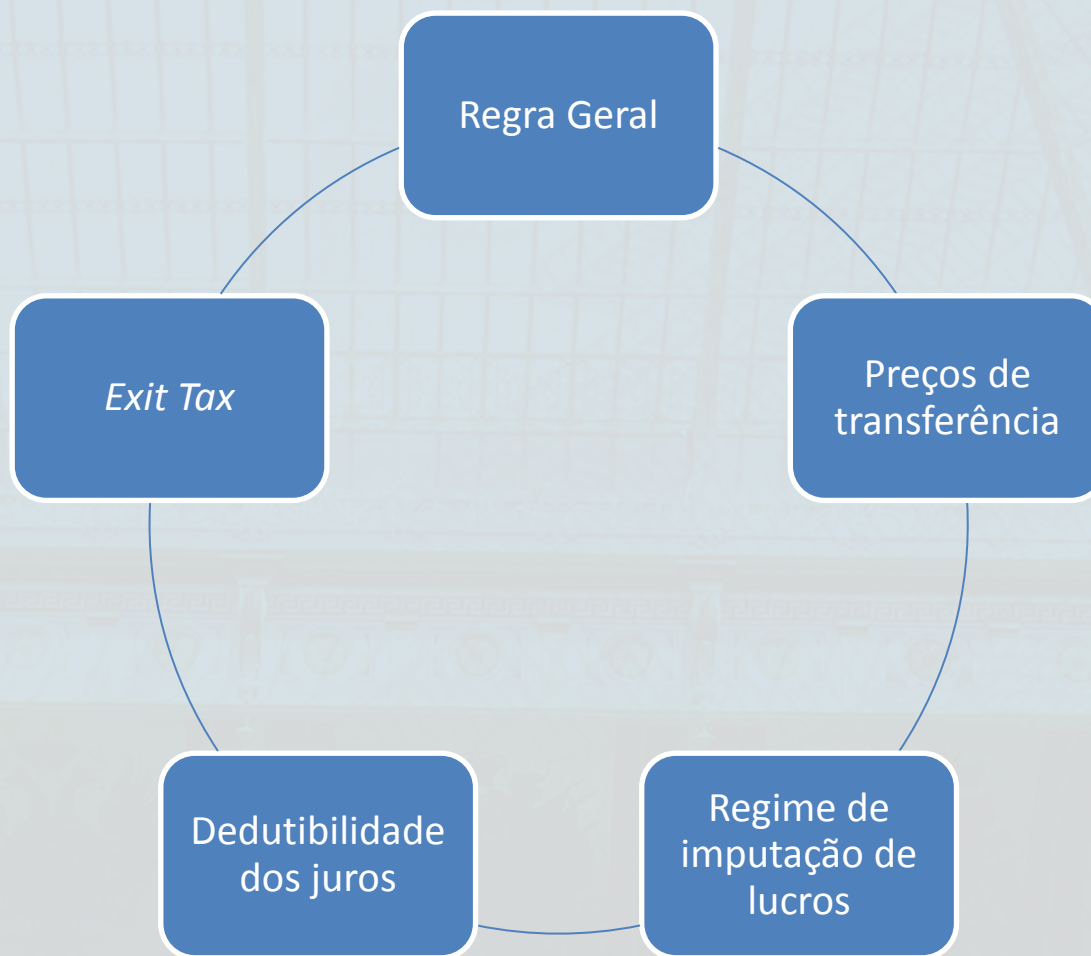 Regra Geral
Exit Tax
Preços de
transferência
Dedutibilidade
dos juros
Regime de
imputação de
lucros